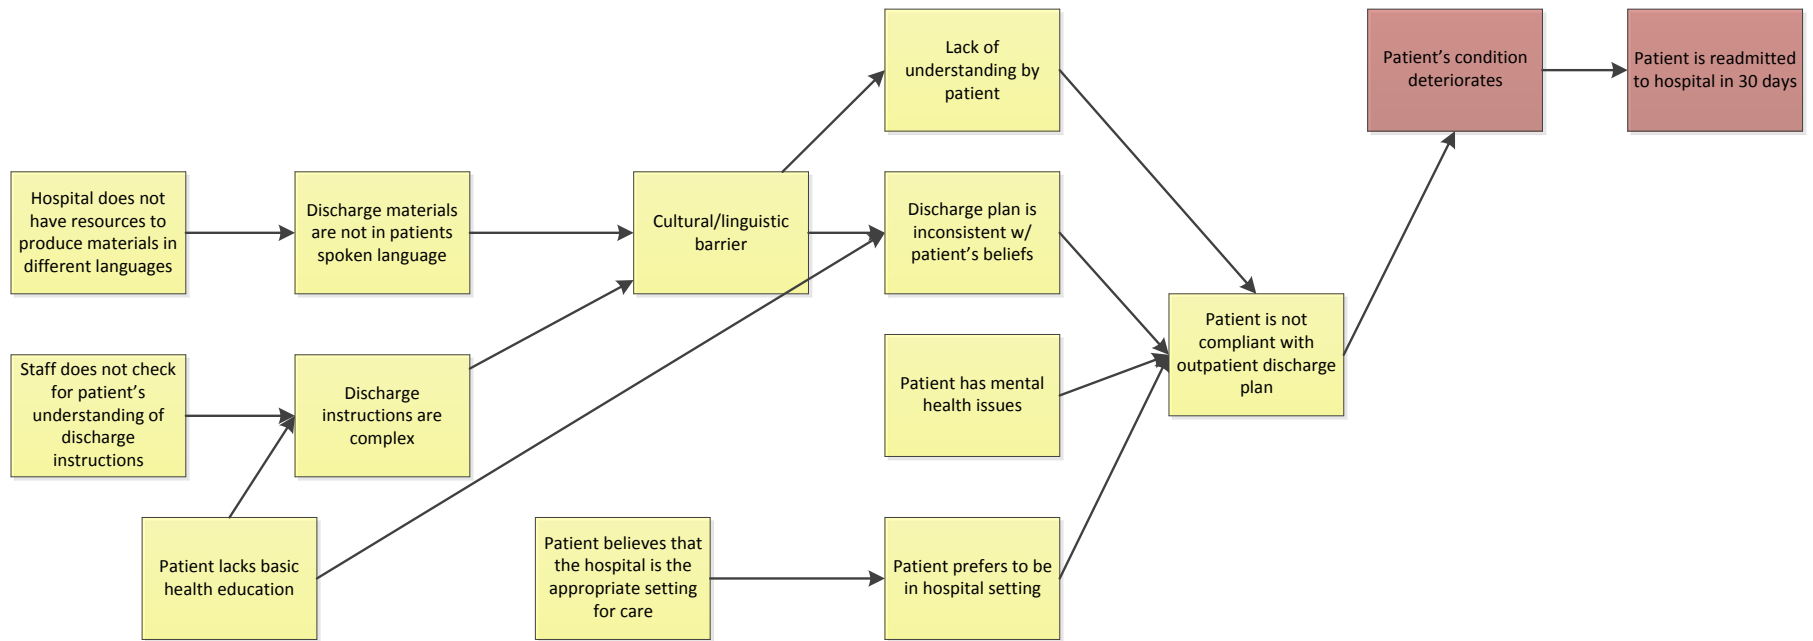 Lack of
understanding by
patient
Patient’s condition
deteriorates
Patient is readmitted
to hospital in 30 days
Hospital does not
have resources to
produce materials in
different languages
Discharge materials
are not in patients
spoken language
Cultural/linguistic
barrier
Discharge plan is
inconsistent w/
patient’s beliefs
Patient is not
compliant with
outpatient discharge
plan
Staff does not check
for patient’s
understanding of
discharge
instructions
Discharge
instructions are
complex
Patient has mental
health issues
Patient lacks basic
health education
Patient believes that
the hospital is the
appropriate setting
for care
Patient prefers to be
in hospital setting